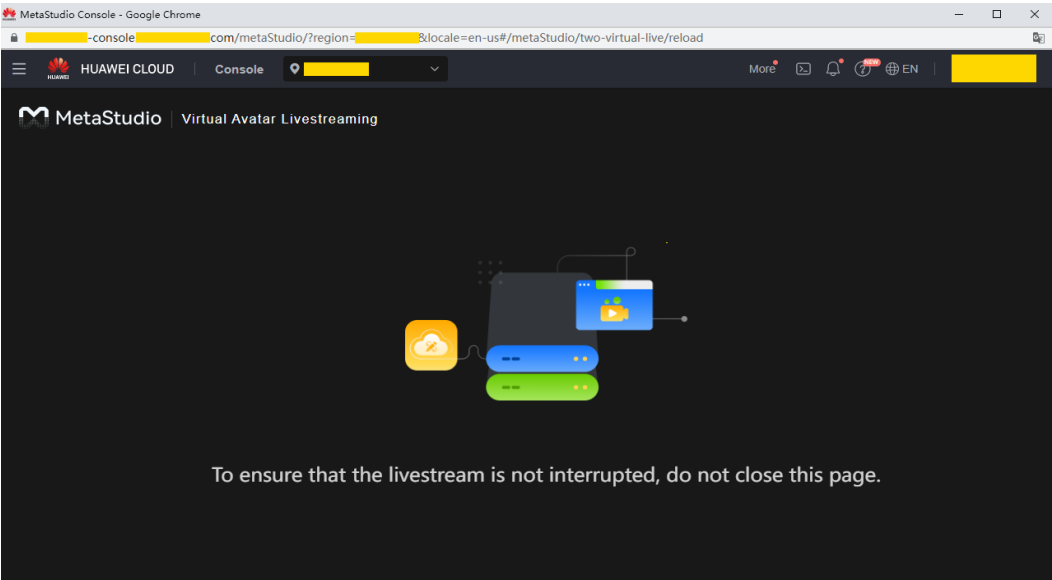 MetaStudio Console - Google Chrome
-console com/metaStudio/?region= &locale=en-us#/metaStudio/two-virtual-live/reload
HUAWEI HUAWEI CLOUD Console More NEW EN
MetaStudio Virtual Avatar Livestreaming
To ensure that the livestream is not interrupted, do not close this page.